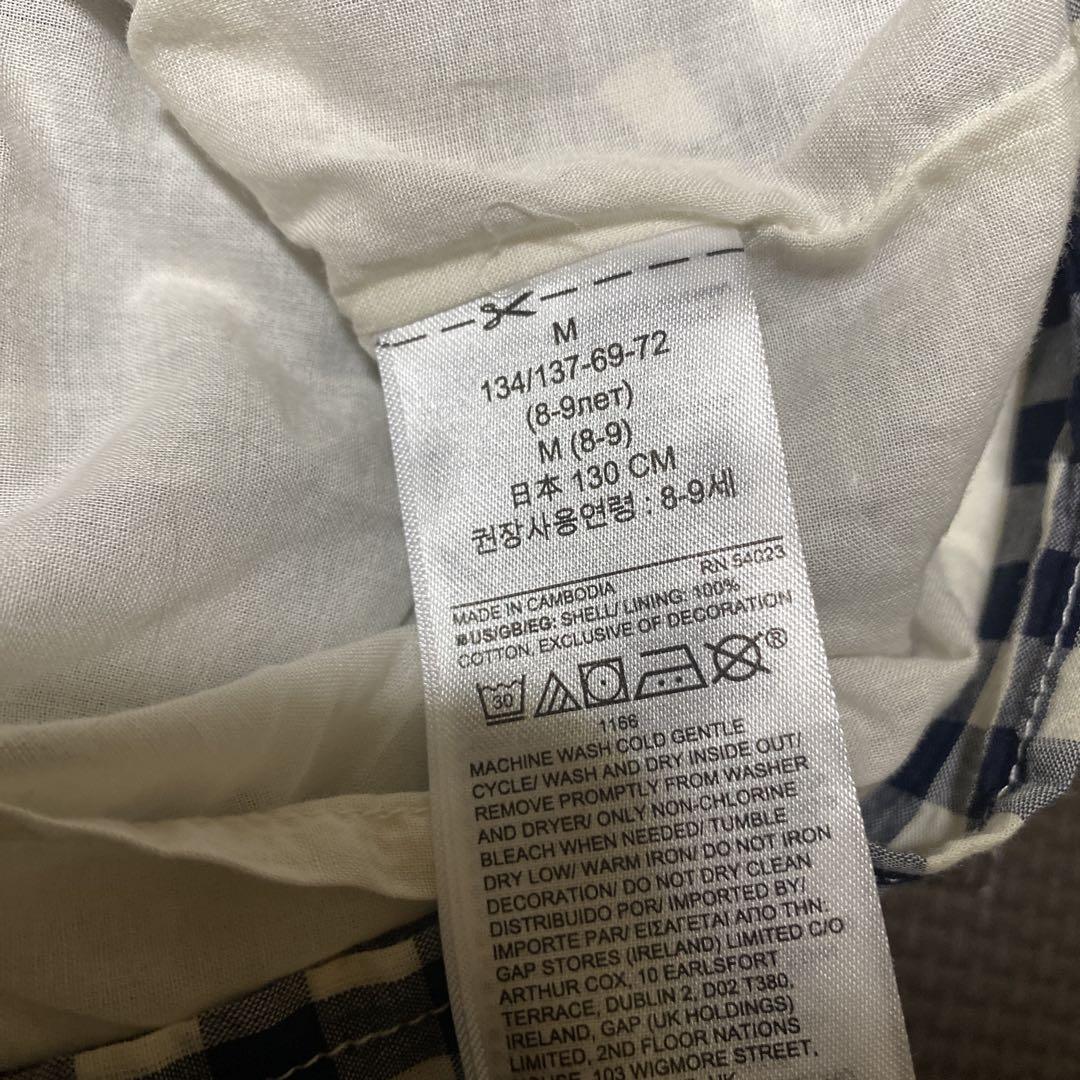 M
134/137-69-72
(8-9лет)
M (8-9)
日本 130 CM
권장사용연령 : 8-9세
RN 54023
MADE IN CAMBODIA
US/GB/IE/EG: SHELL/ LINING: 100%
COTTON, EXCLUSIVE OF DECORATION
30
®
1166
MACHINE WASH COLD GENTLE
CYCLE/ WASH AND DRY INSIDE OUT/
REMOVE PROMPTLY FROM WASHER
AND DRYER/ ONLY NON-CHLORINE
BLEACH WHEN NEEDED/ TUMBLE
DRY LOW/ WARM IRON/ DO NOT IRON
DECORATION/ DO NOT DRY CLEAN
DISTRIBUIDO POR/ IMPORTED BY/
IMPORTE PAR/ ΕΙΣΑΓΕΤΑΙ ΑΠΟ ΤΗΝ
GAP STORES (IRELAND) LIMITED C/O
ARTHUR COX, 10 EARLSFORT
TERRACE, DUBLIN 2, D02 T380,
IRELAND, GAP (UK HOLDINGS)
LIMITED, 2ND FLOOR NATIONS
HOUSE, 103 WIGMORE STREET,